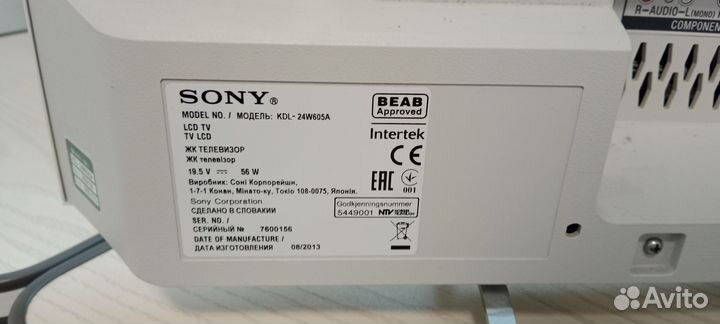 R-AUDIO-L(MONO)
COMPONEN
SONY®
MODEL NO. / МОДЕЛЬ: KDL-24W605A
LCD TV
TV LCD
ЖК ТЕЛЕВИЗОР
ЖК телевізор
19.5 V ⎓ 56 W
Виробник: Соні Корпорейшн,
1-7-1 Конан, Мінато-ку, Токіо 108-0075, Японія.
Sony Corporation
СДЕЛАНО В СЛОВАКИИ
SER. NO. /
СЕРИЙНЫЙ № 7600156
DATE OF MANUFACTURE /
ДАТА ИЗГОТОВЛЕНИЯ 08/2013
BEAB
Approved
Intertek
CE
EAC
001
Godkjenningsnummer
5449001 NTV
Avito